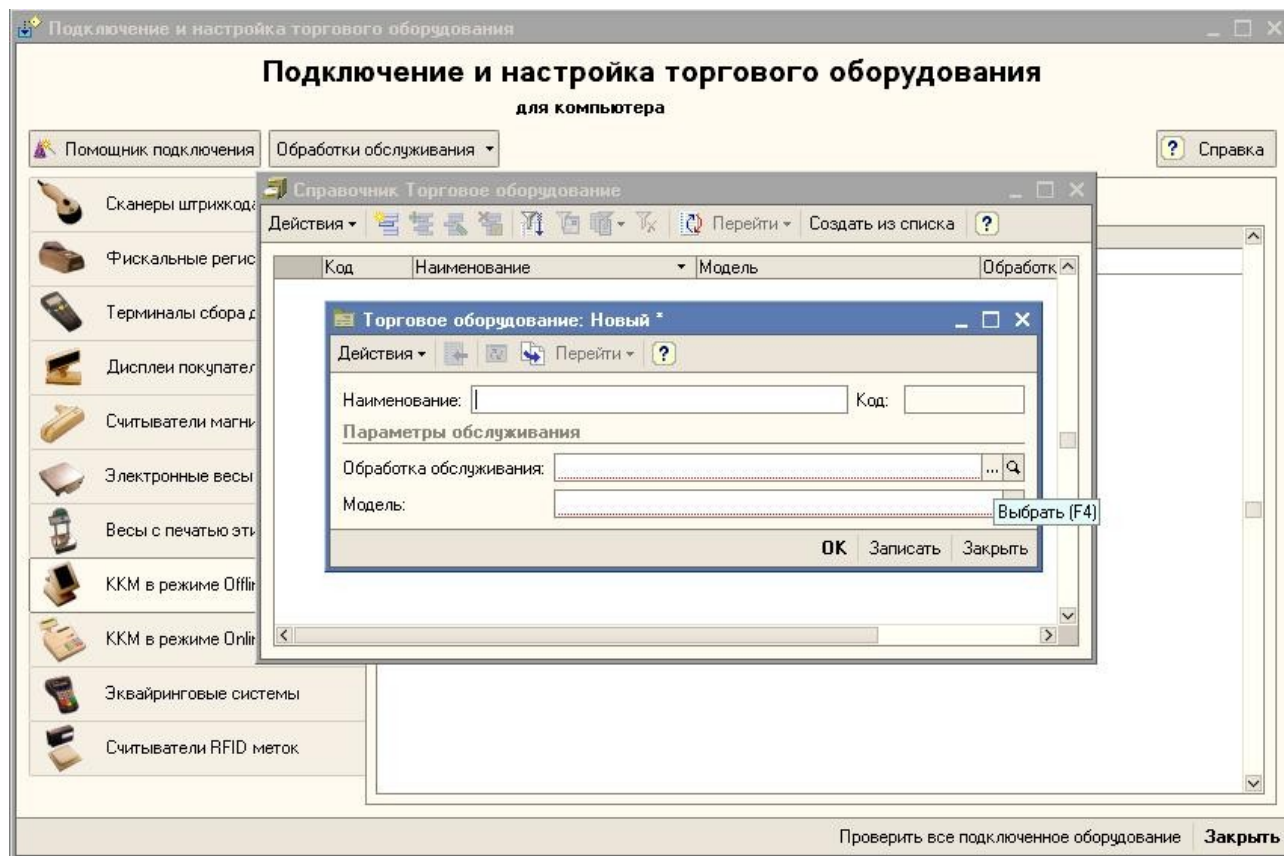 Подключение и настройка торгового оборудования
Подключение и настройка торгового оборудования
для компьютера
Помощник подключения
Обработки обслуживания
Справка
Сканеры штрихкода
Справочник Торговое оборудование
Действия
Перейти
Создать из списка
Фискальные регис
Код
Наименование
Модель
Обработк
Терминалы сбора д
Торговое оборудование: Новый *
Действия
Перейти
Дисплеи покупател
Наименование:
Код:
Считыватели магни
Параметры обслуживания
Электронные весы
Обработка обслуживания:
...
Модель:
Выбрать (F4)
Весы с печатью эти
OK
Записать
Закрыть
ККМ в режиме Offlin
ККМ в режиме Onlin
Эквайринговые системы
Считыватели RFID меток
Проверить все подключенное оборудование
Закрыть